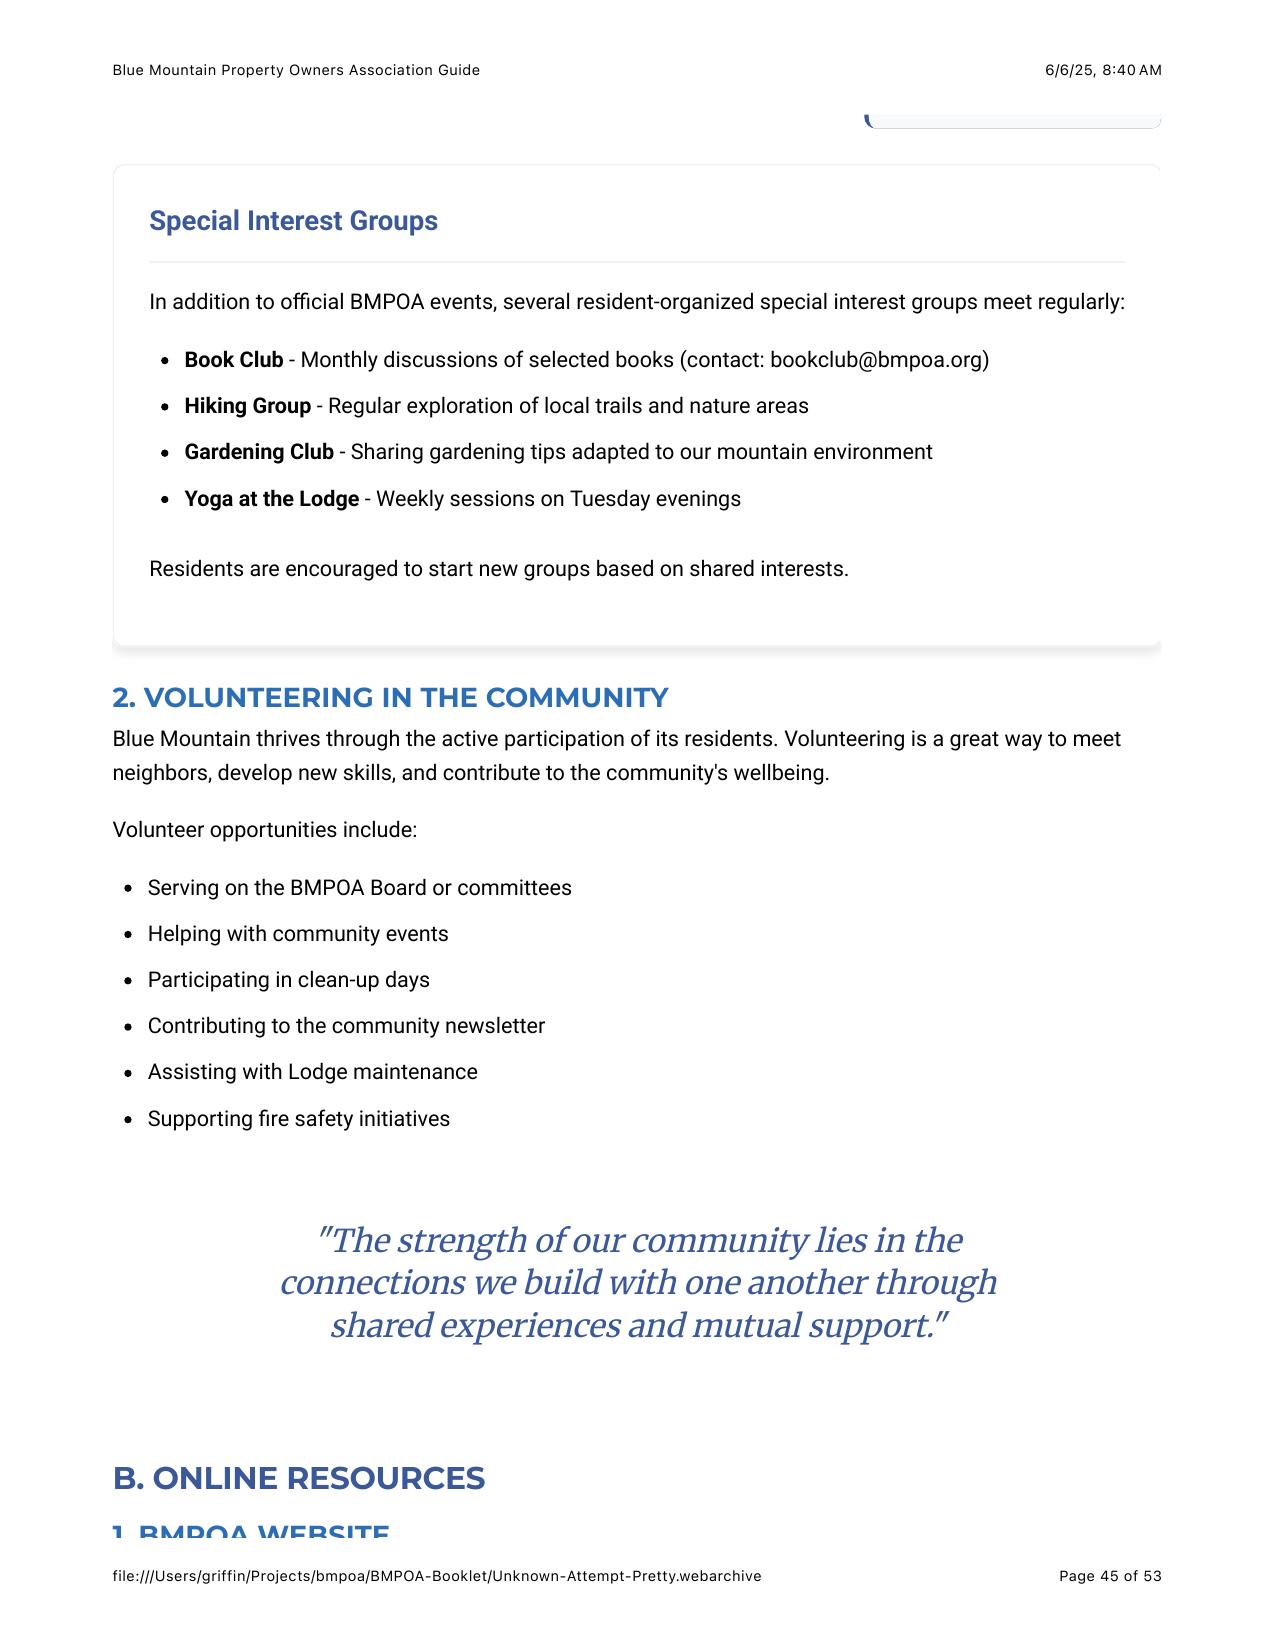 Blue Mountain Property Owners Association Guide
6/6/25, 8:40 AM
Special Interest Groups
In addition to official BMPOA events, several resident-organized special interest groups meet regularly:
• Book Club - Monthly discussions of selected books (contact: bookclub@bmpoa.org)
• Hiking Group - Regular exploration of local trails and nature areas
• Gardening Club - Sharing gardening tips adapted to our mountain environment
• Yoga at the Lodge - Weekly sessions on Tuesday evenings
Residents are encouraged to start new groups based on shared interests.
2. VOLUNTEERING IN THE COMMUNITY
Blue Mountain thrives through the active participation of its residents. Volunteering is a great way to meet
neighbors, develop new skills, and contribute to the community's wellbeing.
Volunteer opportunities include:
• Serving on the BMPOA Board or committees
• Helping with community events
• Participating in clean-up days
• Contributing to the community newsletter
• Assisting with Lodge maintenance
• Supporting fire safety initiatives
"The strength of our community lies in the
connections we build with one another through
shared experiences and mutual support."
B. ONLINE RESOURCES
1. BMPOA WEBSITE
file:///Users/griffin/Projects/bmpoa/BMPOA-Booklet/Unknown-Attempt-Pretty.webarchive
Page 45 of 53